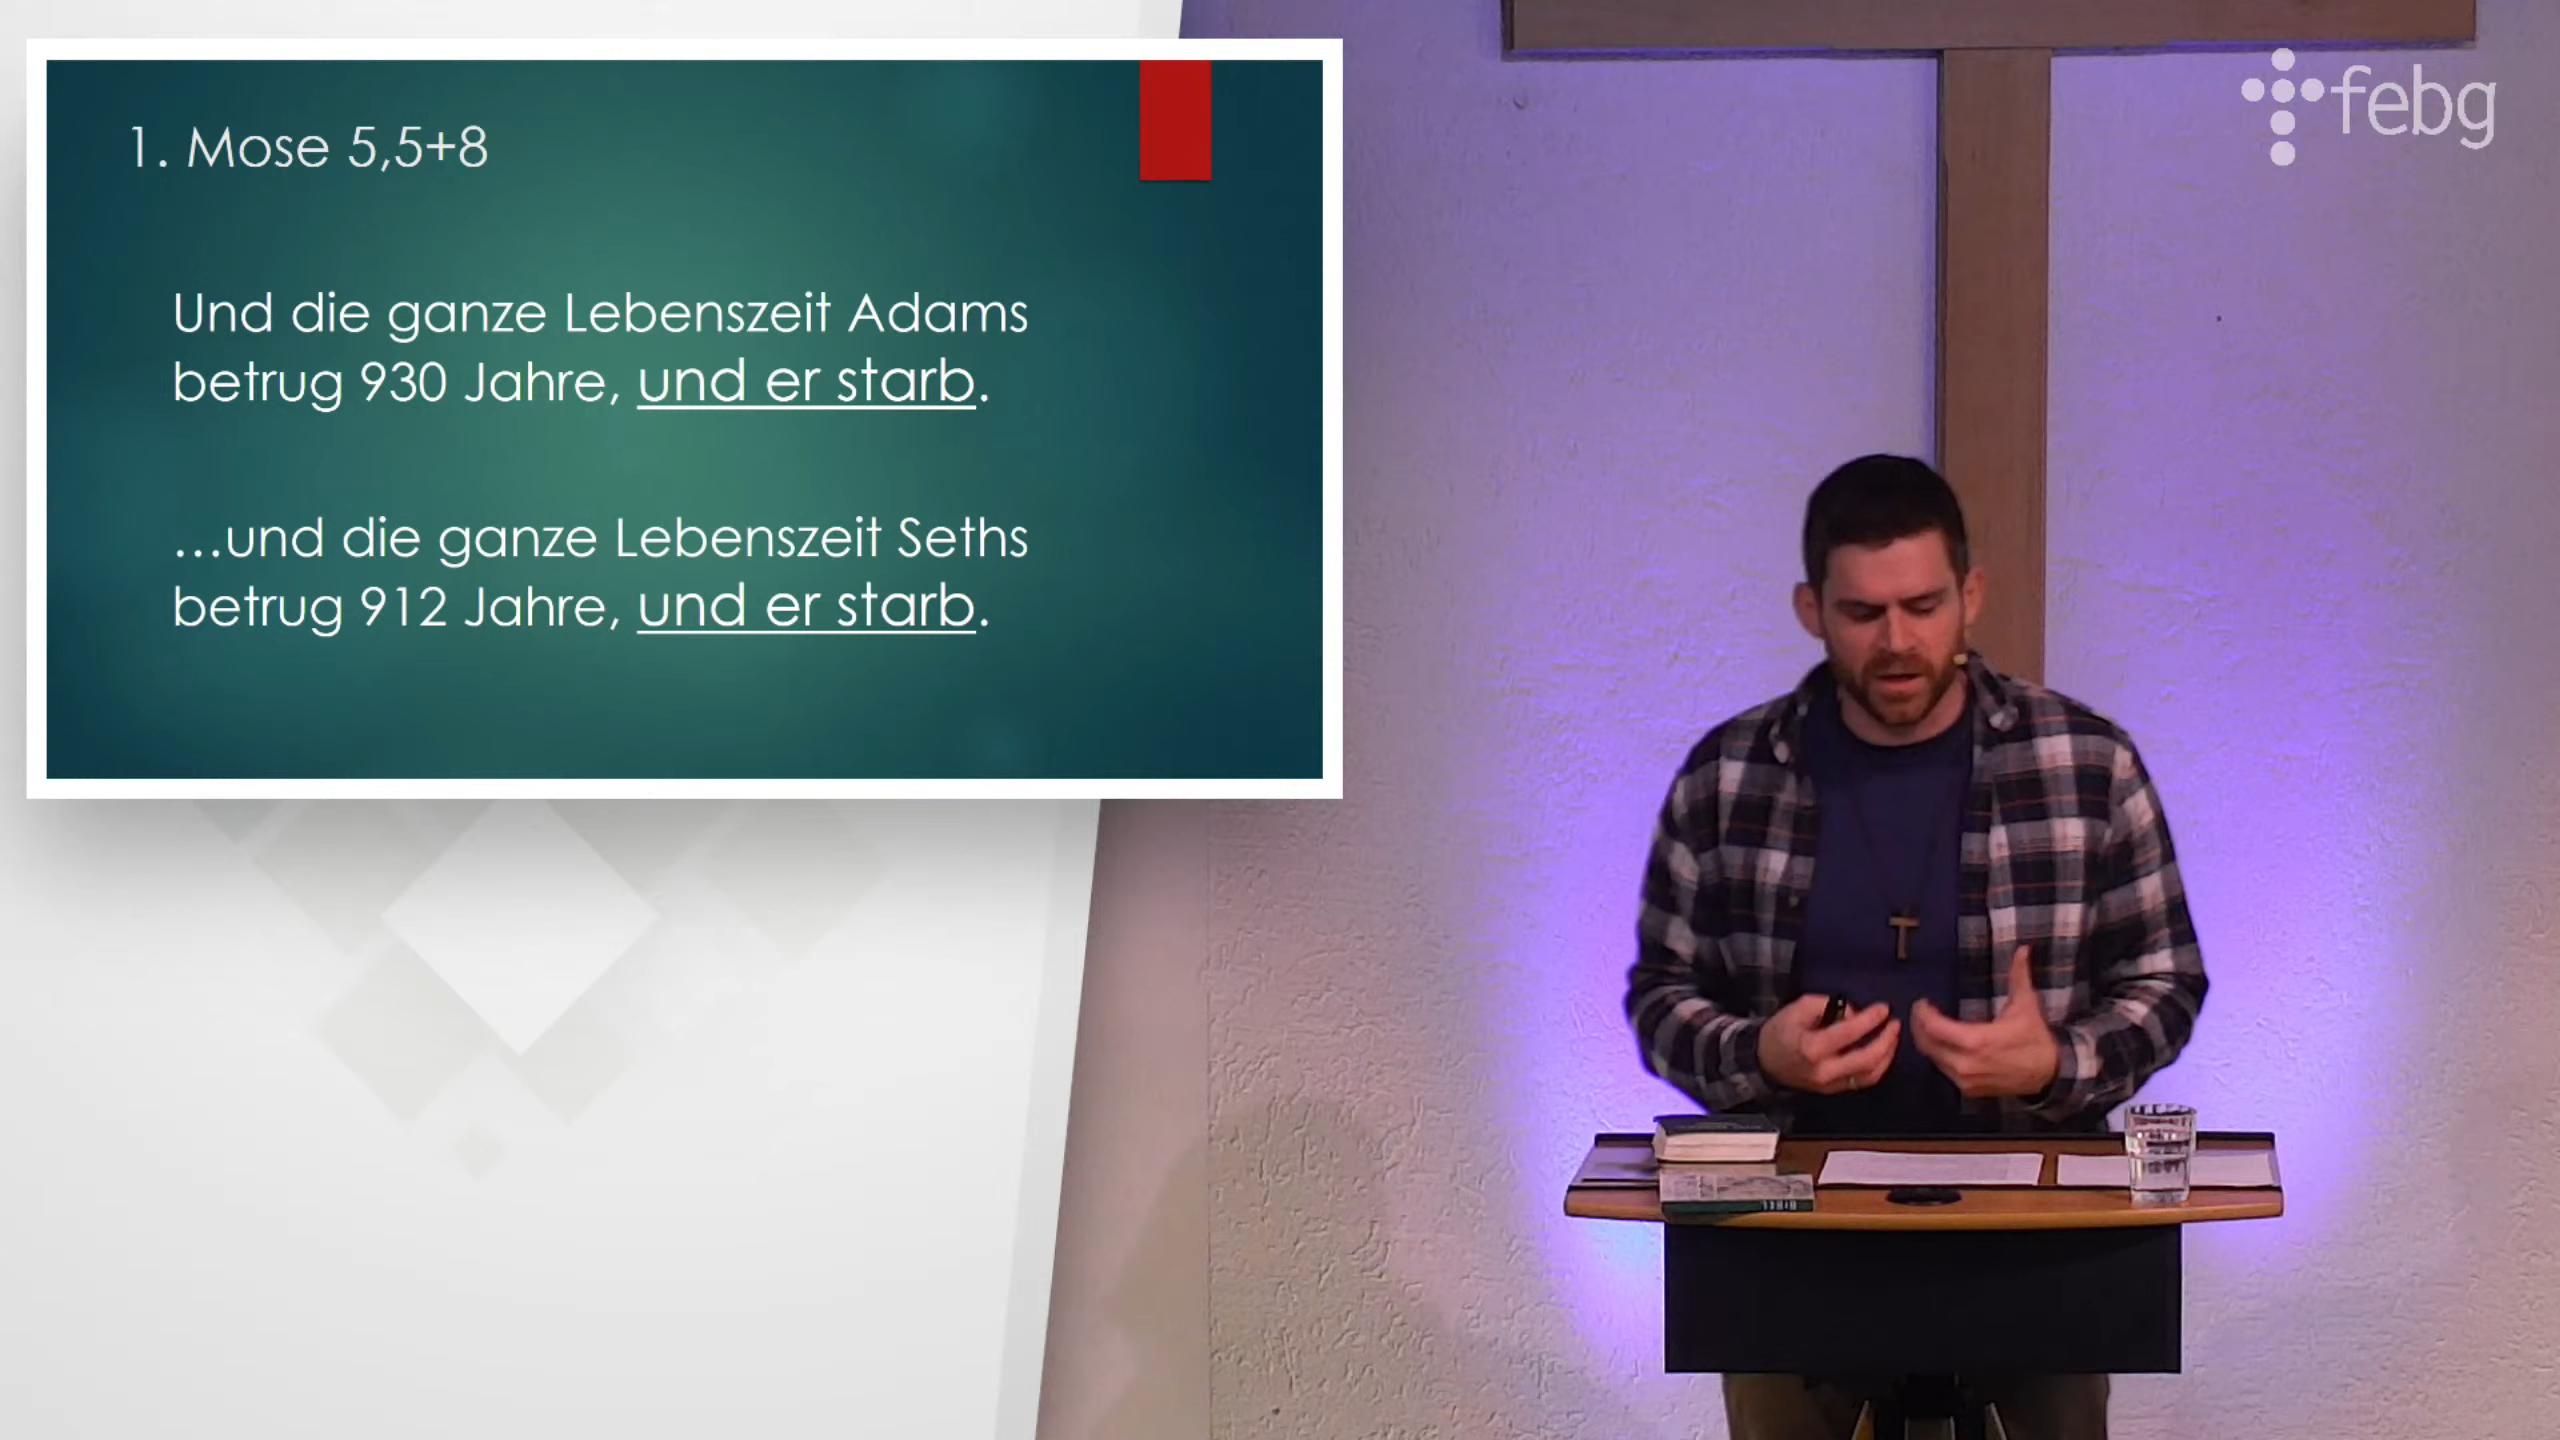 1. Mose 5,5+8
Und die ganze Lebenszeit Adams
betrug 930 Jahre, und er starb.
…und die ganze Lebenszeit Seths
betrug 912 Jahre, und er starb.
febg
BIBEL